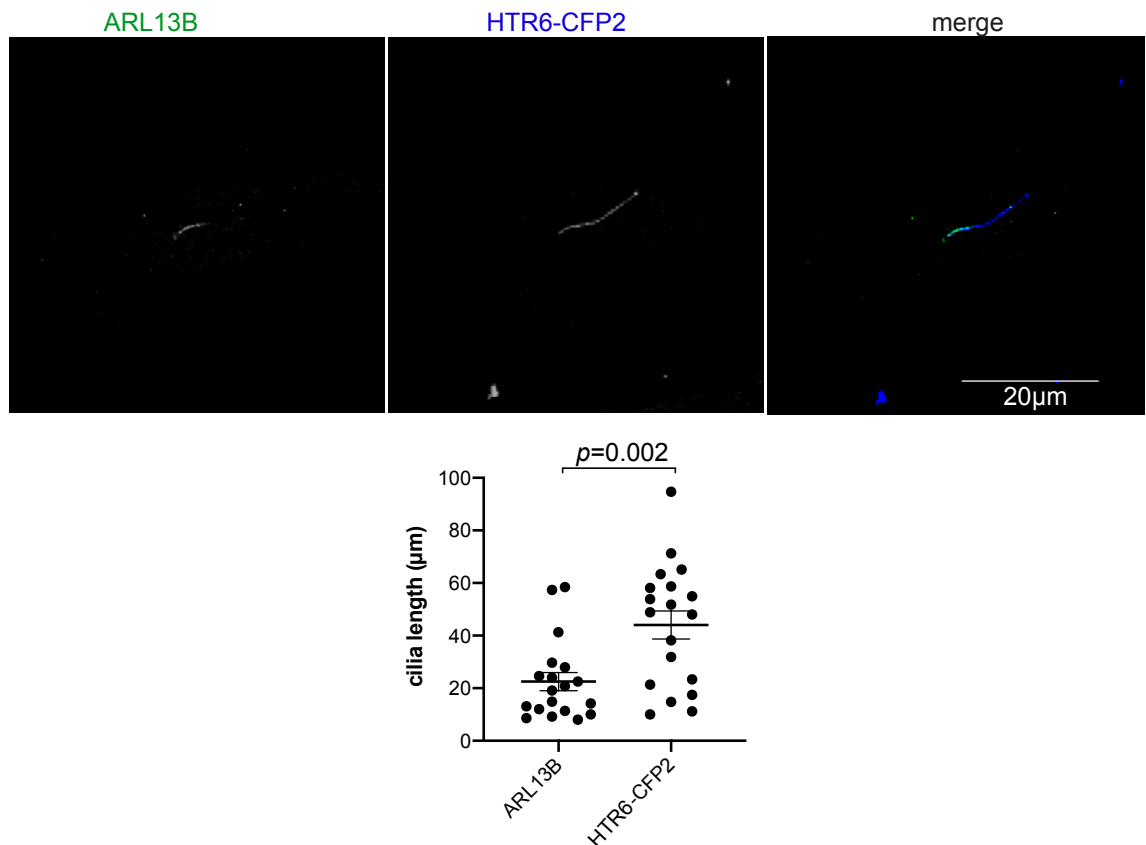 ARL13B HTR6-CFP2 merge
20µm
p=0.002
cilia length (µm)
100
80
60
40
20
0
ARL13B
HTR6-CFP2